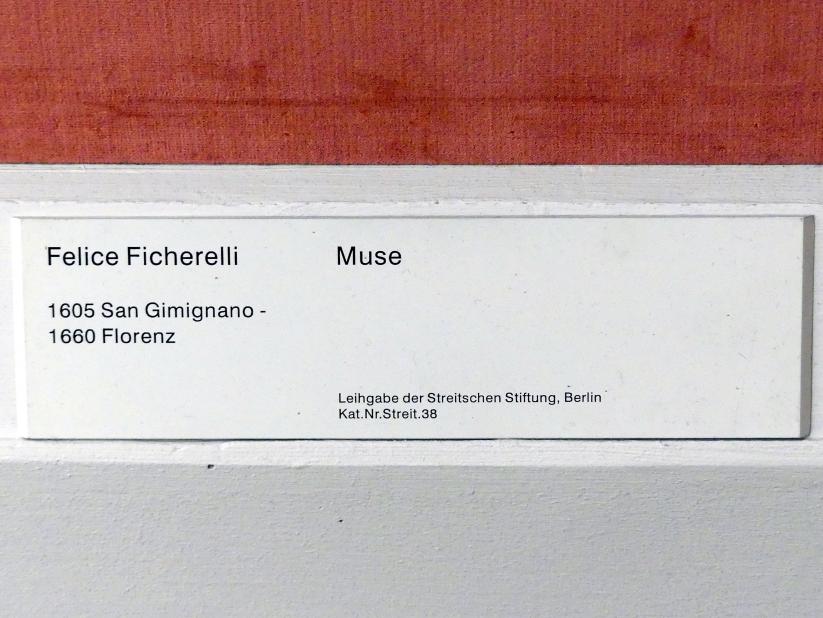 Felice Ficherelli
1605 San Gimignano -
1660 Florenz
Muse
Leihgabe der Streitschen Stiftung, Berlin
Kat.Nr.Streit.38